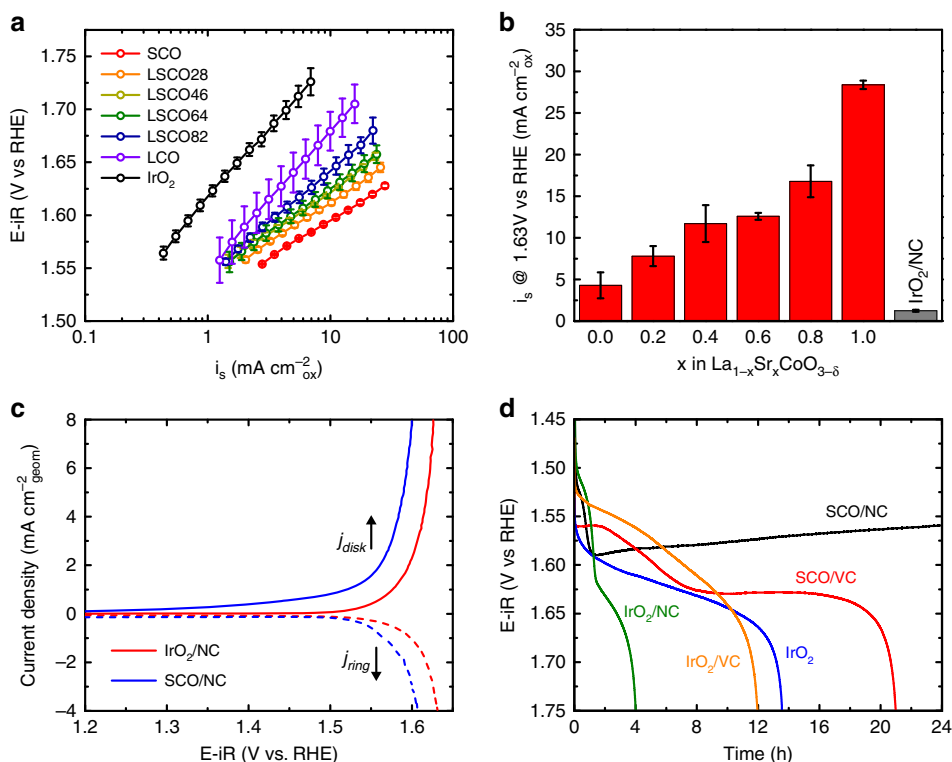 a
E-iR (V vs RHE)
1.75
1.70
1.65
1.60
1.55
1.50
SCO
LSCO28
LSCO46
LSCO64
LSCO82
LCO
IrO₂
0.1
1
10
100
iₛ (mA cm⁻²ₒₓ)
b
iₛ @ 1.63V vs RHE (mA cm⁻²ₒₓ)
35
30
25
20
15
10
5
0
IrO₂/NC
0.0 0.2 0.4 0.6 0.8 1.0
x in La₁₋ₓSrₓCoO₃₋δ
c
Current density (mA cm⁻²geom)
8
6
4
2
0
−2
−4
j_disk
j_ring
IrO₂/NC
SCO/NC
1.2 1.3 1.4 1.5 1.6
E-iR (V vs. RHE)
d
E-iR (V vs RHE)
1.45
1.50
1.55
1.60
1.65
1.70
1.75
SCO/NC
SCO/VC
IrO₂/NC
IrO₂/VC
IrO₂
0 4 8 12 16 20 24
Time (h)